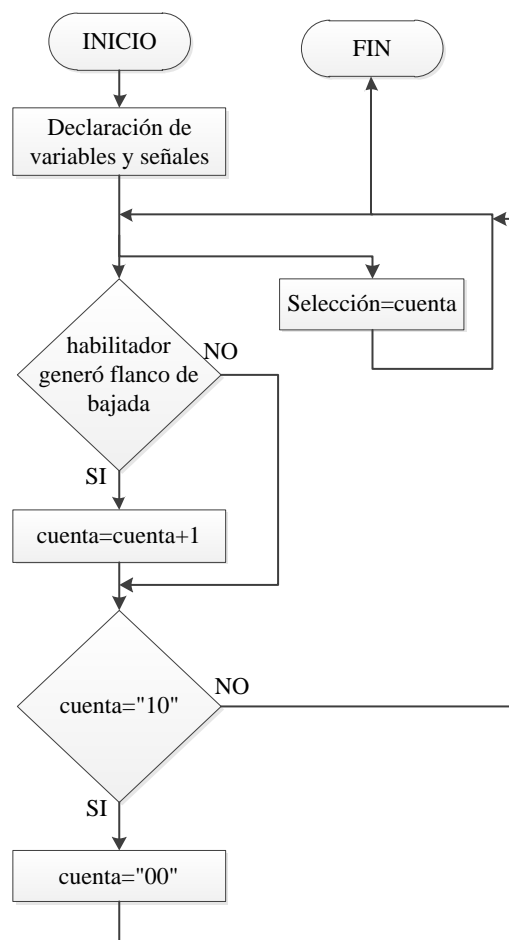 INICIO
FIN
Declaración de
variables y señales
Selección=cuenta
habilitador
generó flanco de
bajada
NO
SI
cuenta=cuenta+1
cuenta="10"
NO
SI
cuenta="00"